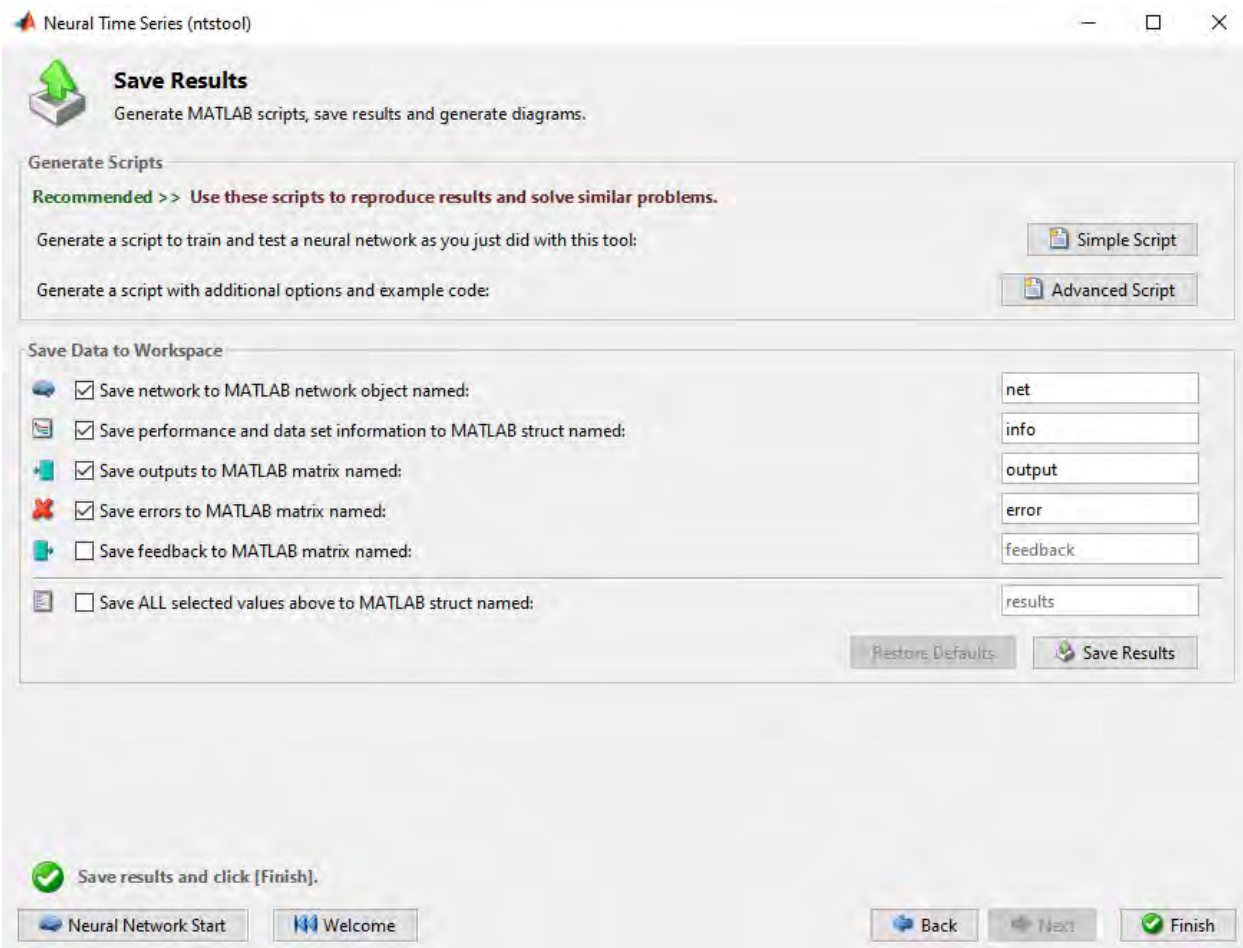 Neural Time Series (ntstool)
Save Results
Generate MATLAB scripts, save results and generate diagrams.
Generate Scripts
Recommended >> Use these scripts to reproduce results and solve similar problems.
Generate a script to train and test a neural network as you just did with this tool:
Simple Script
Generate a script with additional options and example code:
Advanced Script
Save Data to Workspace
Save network to MATLAB network object named:
net
Save performance and data set information to MATLAB struct named:
info
Save outputs to MATLAB matrix named:
output
Save errors to MATLAB matrix named:
error
Save feedback to MATLAB matrix named:
feedback
Save ALL selected values above to MATLAB struct named:
results
Restore Defaults
Save Results
Save results and click [Finish].
Neural Network Start
Welcome
Back
Next
Finish